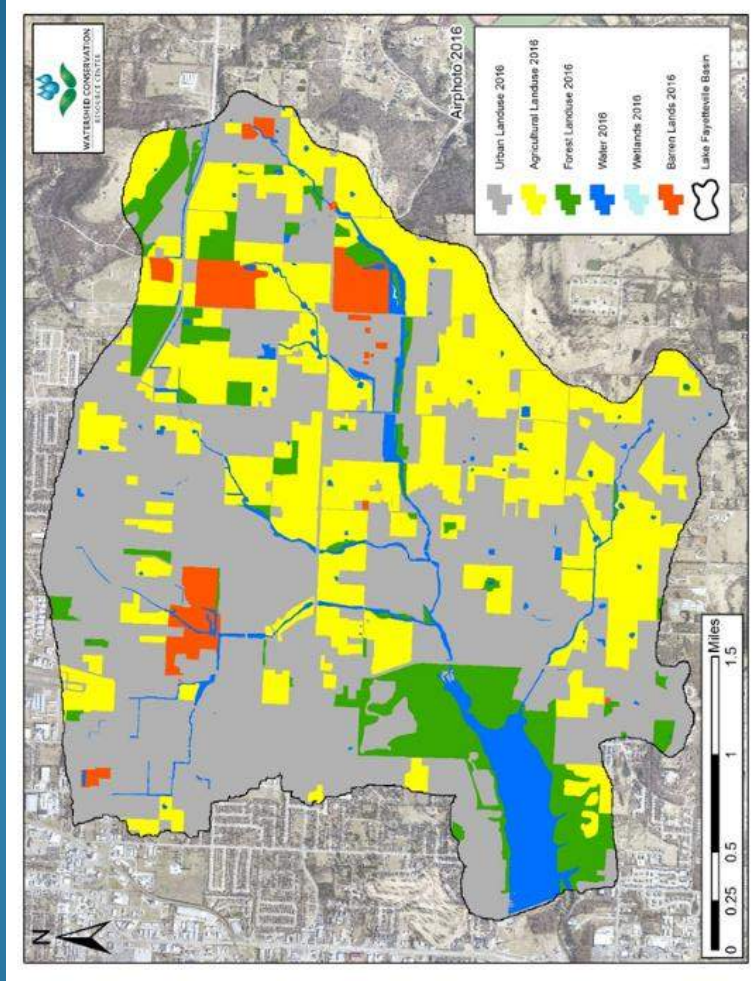 WATERSHED CONSERVATION
RESOURCE CENTER
Airphoto 2016
Urban Landuse 2016
Agricultural Landuse 2016
Forest Landuse 2016
Water 2016
Wetlands 2016
Barren Lands 2016
Lake Fayetteville Basin
N
0 0.25 0.5 1 1.5
Miles